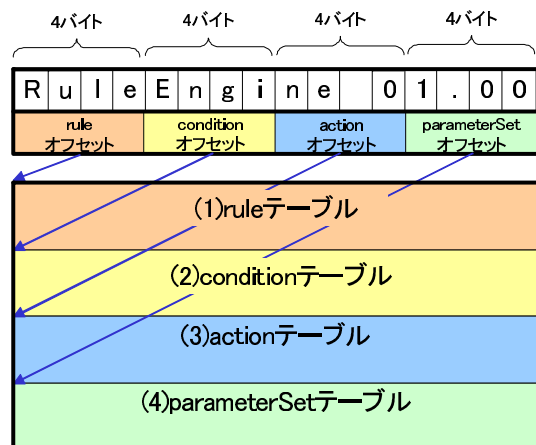 4バイト 4バイト 4バイト 4バイト
RuleEngine 01.00
rule condition action parameterSet
オフセット オフセット オフセット オフセット
(1)ruleテーブル
(2)conditionテーブル
(3)actionテーブル
(4)parameterSetテーブル